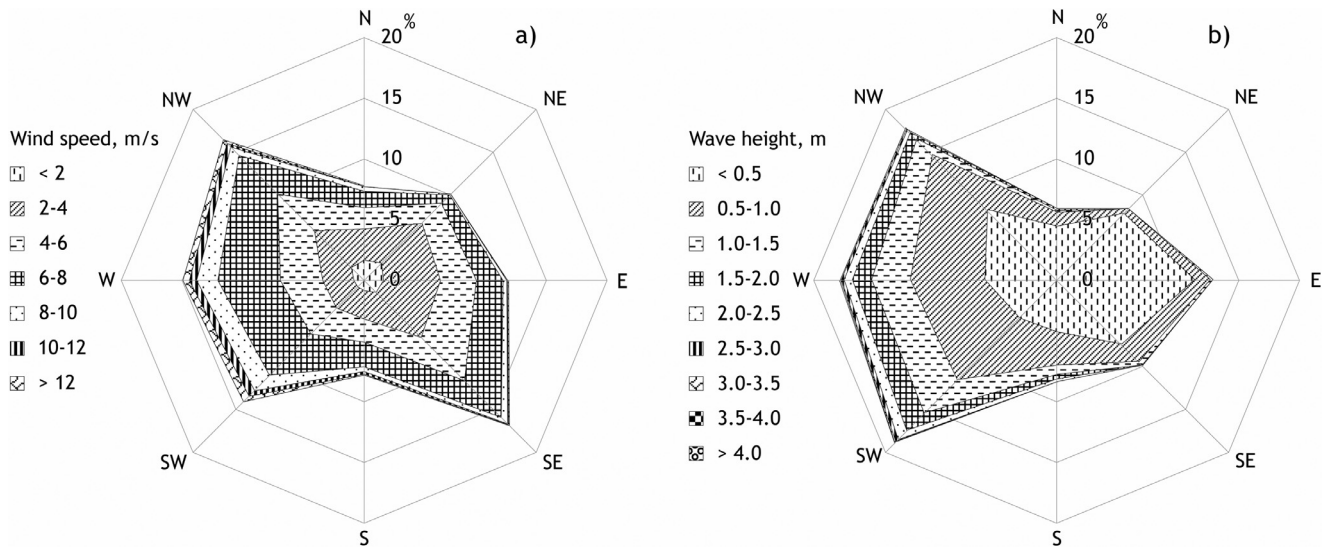 N
20 %
a)
NW
NE
15
Wind speed, m/s
< 2
10
2-4
4-6
5
6-8
W
0
E
8-10
10-12
> 12
SW
SE
S
N
20 %
b)
NW
NE
15
Wave height, m
< 0.5
10
0.5-1.0
1.0-1.5
5
1.5-2.0
W
0
E
2.0-2.5
2.5-3.0
3.0-3.5
3.5-4.0
> 4.0
SW
SE
S